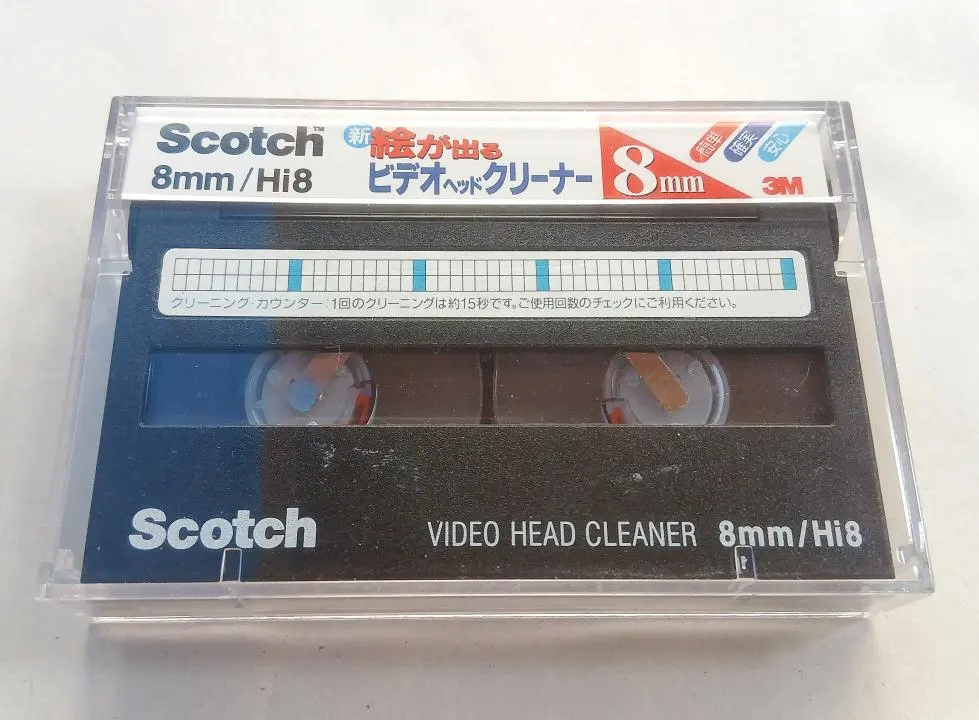 Scotch™
8mm/Hi8
新 絵が出る
ビデオヘッドクリーナー
8mm
簡単 確実 安心
3M
クリーニング・カウンター:1回のクリーニングは約15秒です。ご使用回数のチェックにご利用ください。
Scotch
VIDEO HEAD CLEANER 8mm/Hi8